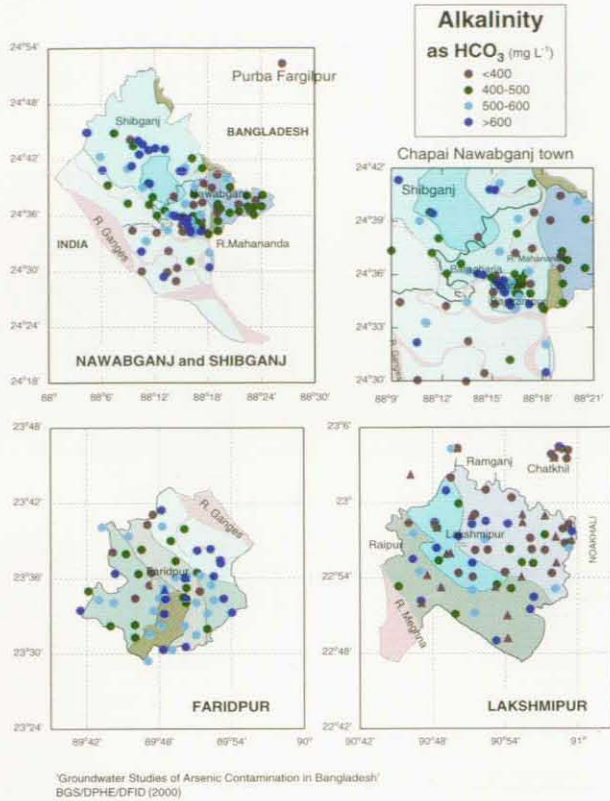 Alkalinity
as HCO3 (mg L-1)
<400
400-500
500-600
>600
24°54'
24°48'
24°42'
24°36'
24°30'
24°24'
24°18'
88°
88°6'
88°12'
88°18'
88°24'
88°30'
Purba Fargilpur
Shibganj
BANGLADESH
Nawabganj
R. Ganges
INDIA
R.Mahananda
NAWABGANJ and SHIBGANJ
Chapai Nawabganj town
24°42'
24°39'
24°36'
24°33'
24°30'
88°9'
88°12'
88°15'
88°18'
88°21'
Shibganj
R. Mahananda
R. Ganges
23°48'
23°42'
23°36'
23°30'
23°24'
89°42'
89°48'
89°54'
90°
R. Ganges
Faridpur
FARIDPUR
23°6'
23°
22°54'
22°48'
22°42'
90°42'
90°48'
90°54'
91°
Ramganj
Chatkhil
Lakshmipur
Raipur
NOAKHALI
R. Meghna
LAKSHMIPUR
'Groundwater Studies of Arsenic Contamination in Bangladesh'
BGS/DPHE/DFID (2000)